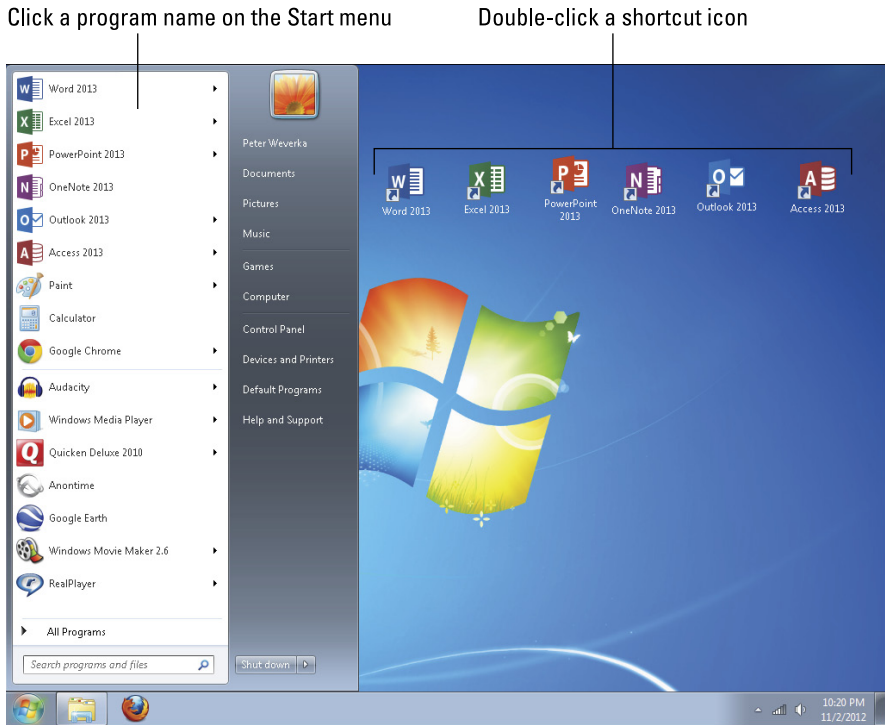 Click a program name on the Start menu
Double-click a shortcut icon
Word 2013
Excel 2013
PowerPoint 2013
OneNote 2013
Outlook 2013
Access 2013
Paint
Calculator
Google Chrome
Audacity
Windows Media Player
Quicken Deluxe 2010
Anontime
Google Earth
Windows Movie Maker 2.6
RealPlayer
All Programs
Search programs and files
Peter Weverka
Documents
Pictures
Music
Games
Computer
Control Panel
Devices and Printers
Default Programs
Help and Support
Shut down
Word 2013
Excel 2013
PowerPoint
2013
OneNote 2013
Outlook 2013
Access 2013
10:20 PM
11/2/2012